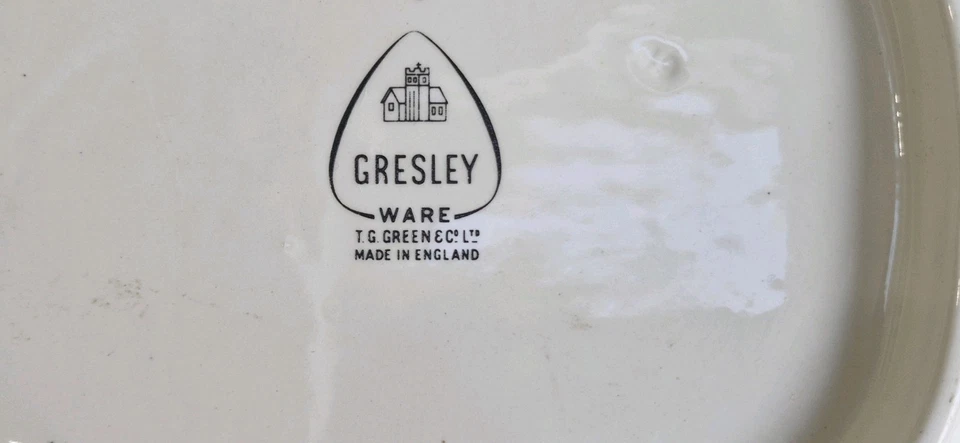 GRESLEY
WARE
T.G. GREEN & Cº. LTD
MADE IN ENGLAND